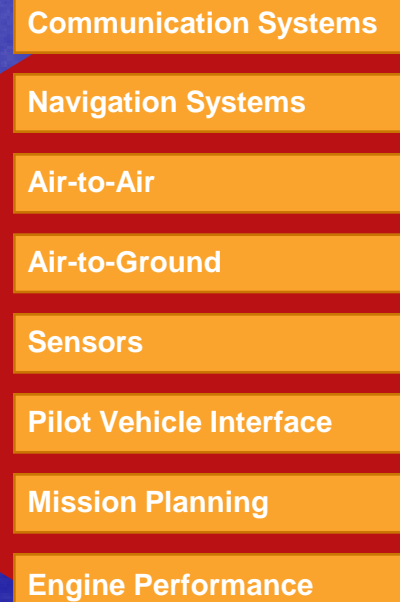 Communication Systems
Navigation Systems
Air-to-Air
Air-to-Ground
Sensors
Pilot Vehicle Interface
Mission Planning
Engine Performance